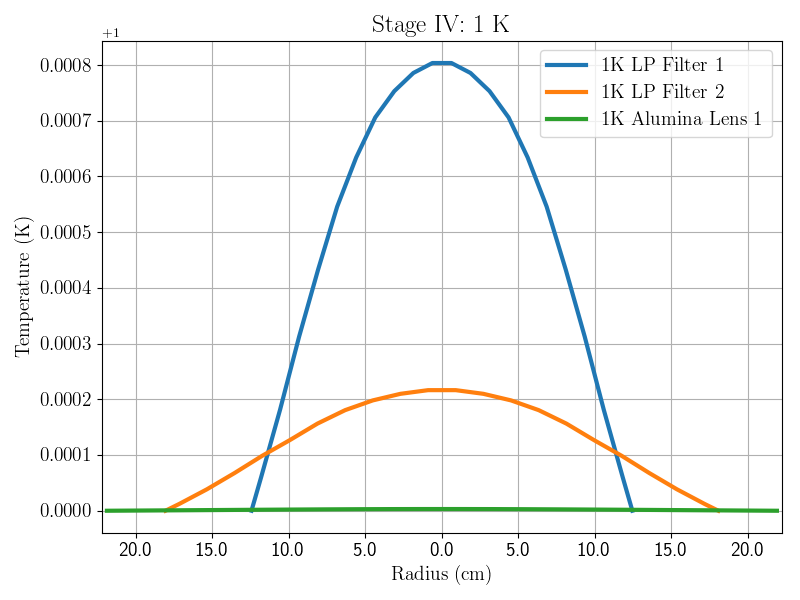 Stage IV: 1 K
+1
1K LP Filter 1
1K LP Filter 2
1K Alumina Lens 1
Temperature (K)
0.0008
0.0007
0.0006
0.0005
0.0004
0.0003
0.0002
0.0001
0.0000
20.0 15.0 10.0 5.0 0.0 5.0 10.0 15.0 20.0
Radius (cm)